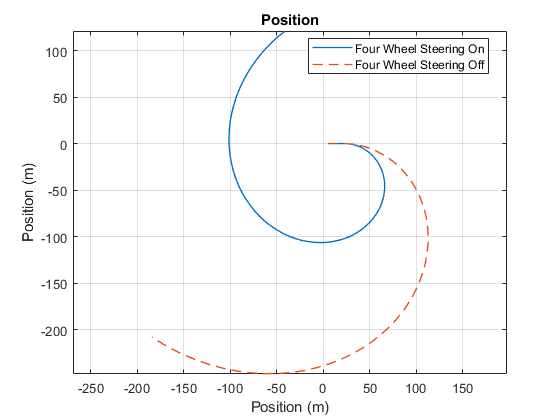 Position
Four Wheel Steering On
Four Wheel Steering Off
Position (m)
100
50
0
-50
-100
-150
-200
-250 -200 -150 -100 -50 0 50 100 150
Position (m)